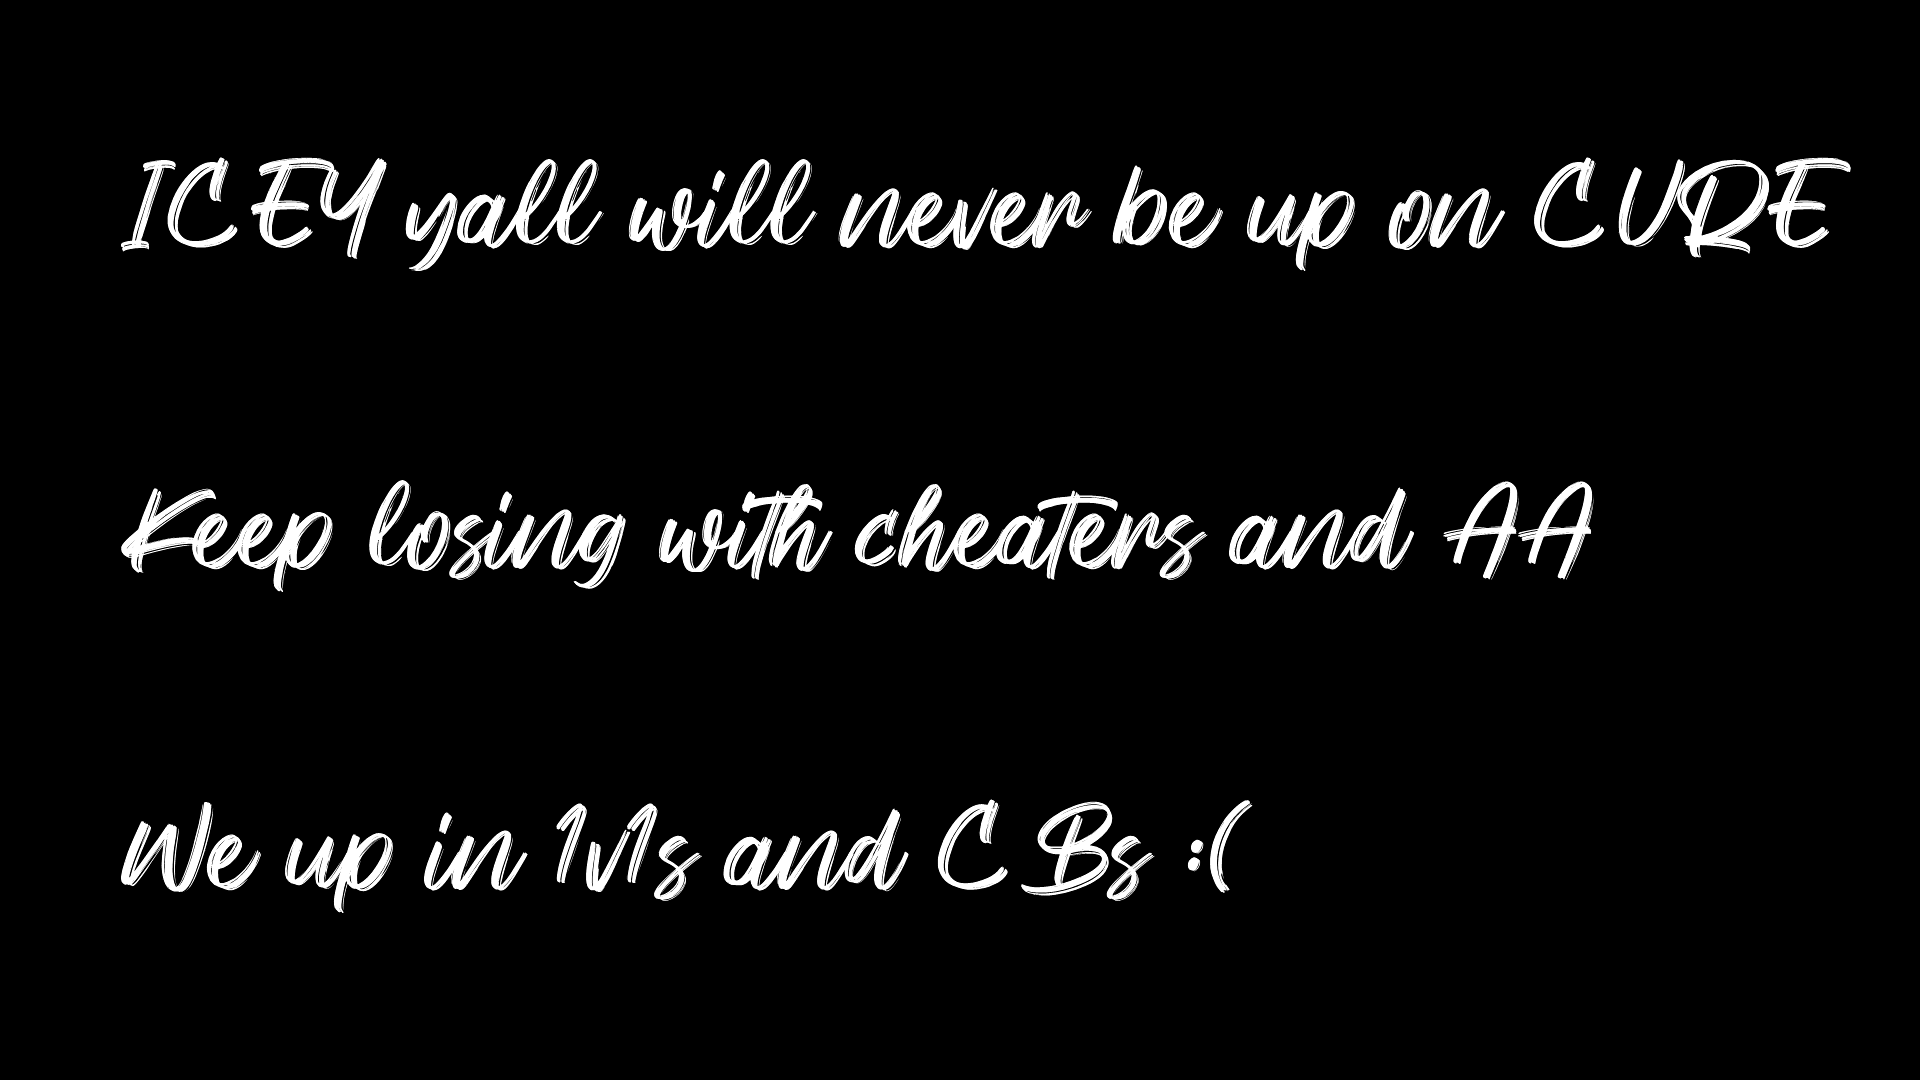 ICEY yall will never be up on CURE
Keep losing with cheaters and AA
We up in 1v1s and CBs :(